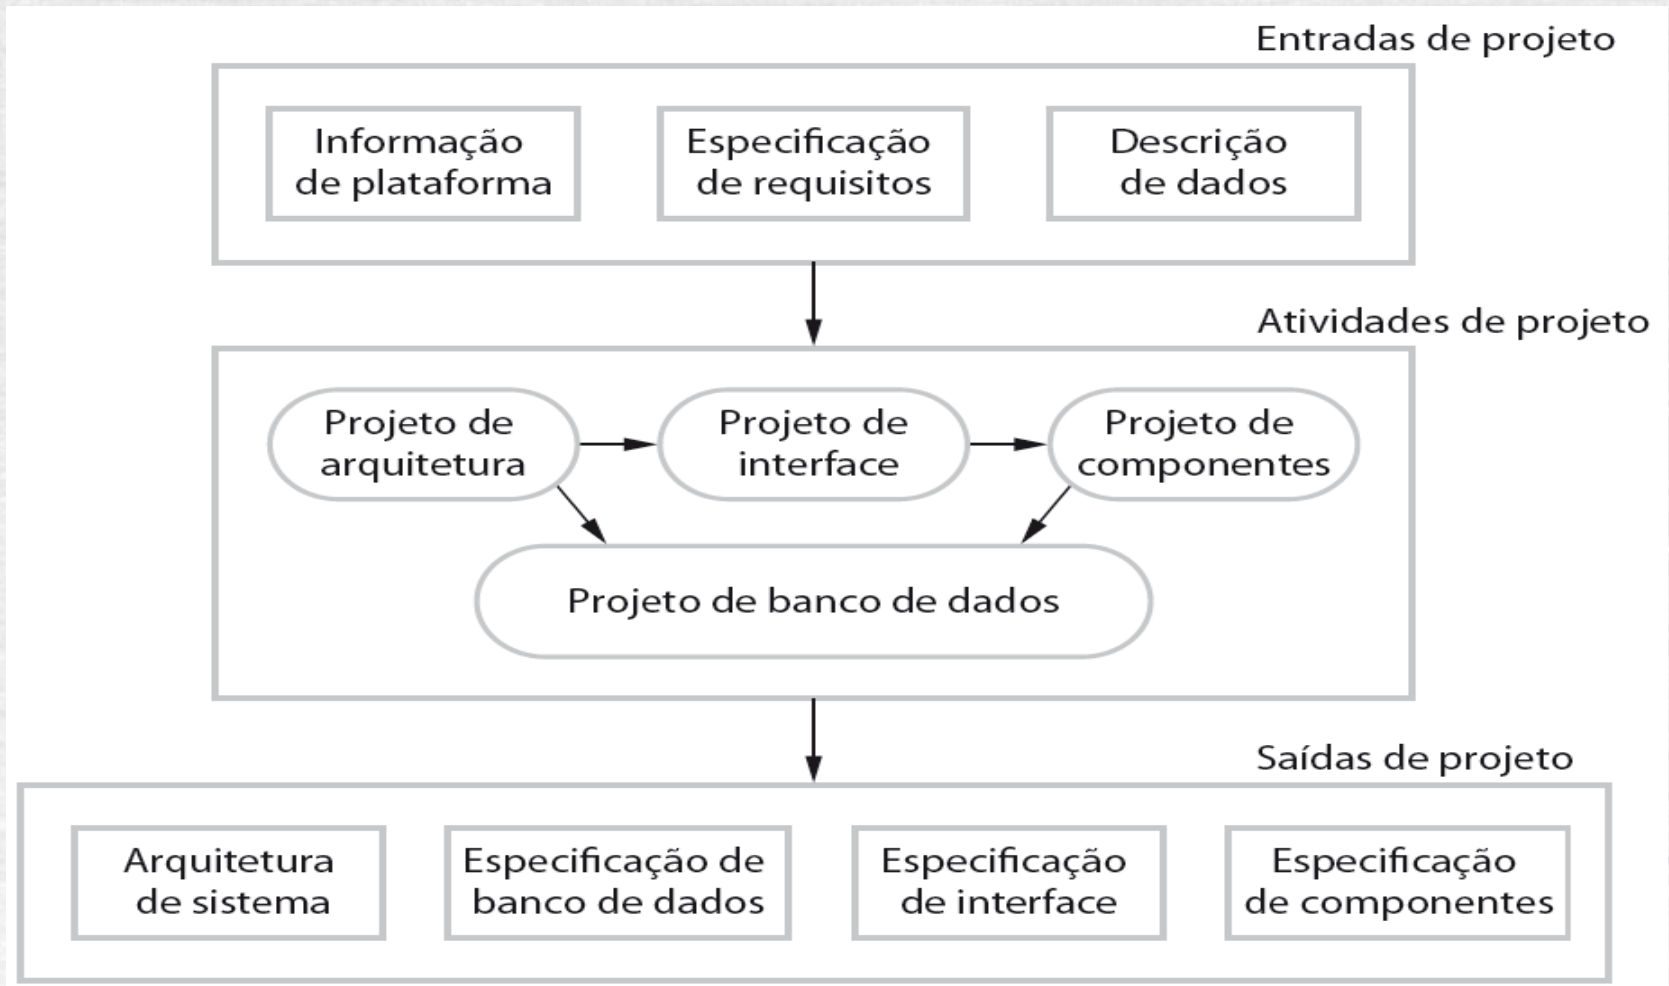 Entradas de projeto
Informação
de plataforma
Especificação
de requisitos
Descrição
de dados
Atividades de projeto
Projeto de
arquitetura
Projeto de
interface
Projeto de
componentes
Projeto de banco de dados
Saídas de projeto
Arquitetura
de sistema
Especificação de
banco de dados
Especificação
de interface
Especificação
de componentes